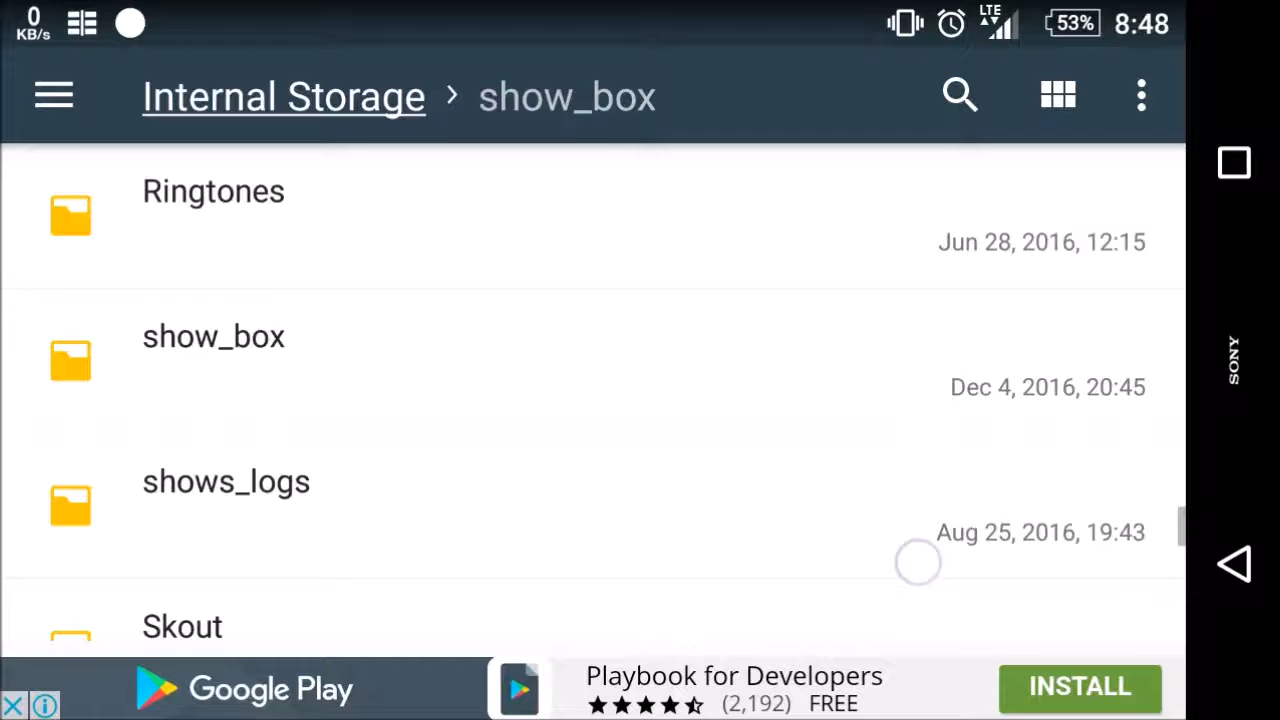 0
KB/s
LTE
53%
8:48
Internal Storage > show_box
Ringtones
Jun 28, 2016, 12:15
show_box
Dec 4, 2016, 20:45
shows_logs
Aug 25, 2016, 19:43
Skout
Google Play
Playbook for Developers
(2,192) FREE
INSTALL
SONY